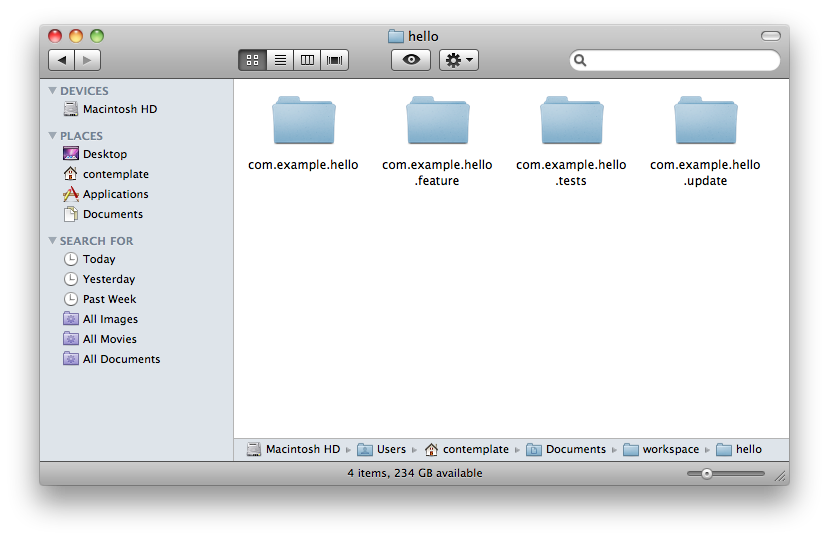 hello
DEVICES
Macintosh HD
PLACES
Desktop
contemplate
Applications
Documents
SEARCH FOR
Today
Yesterday
Past Week
All Images
All Movies
All Documents
com.example.hello
com.example.hello
.feature
com.example.hello
.tests
com.example.hello
.update
Macintosh HD Users contemplate Documents workspace hello
4 items, 234 GB available